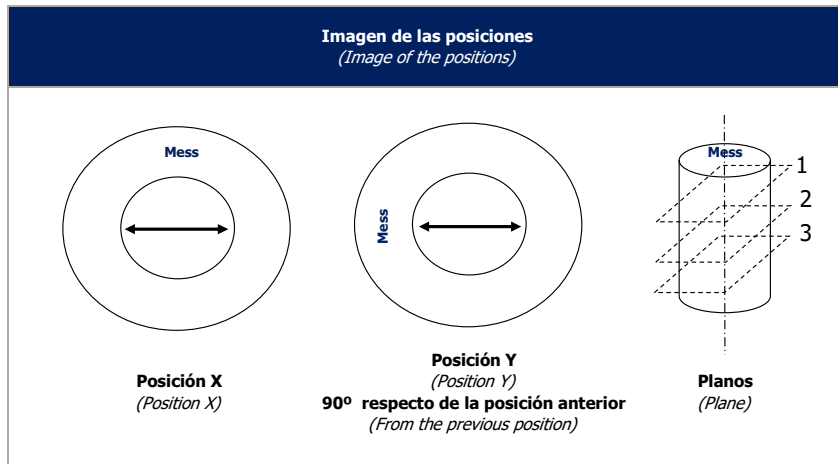 Imagen de las posiciones
(Image of the positions)
Mess
Mess
Mess
1
2
3
Posición X
(Position X)
Posición Y
(Position Y)
90º respecto de la posición anterior
(From the previous position)
Planos
(Plane)